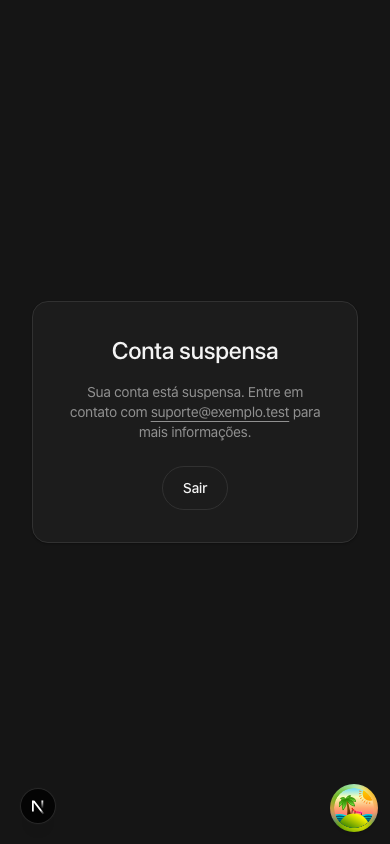 Conta suspensa
Sua conta está suspensa. Entre em
contato com suporte@exemplo.test para
mais informações.
Sair
N